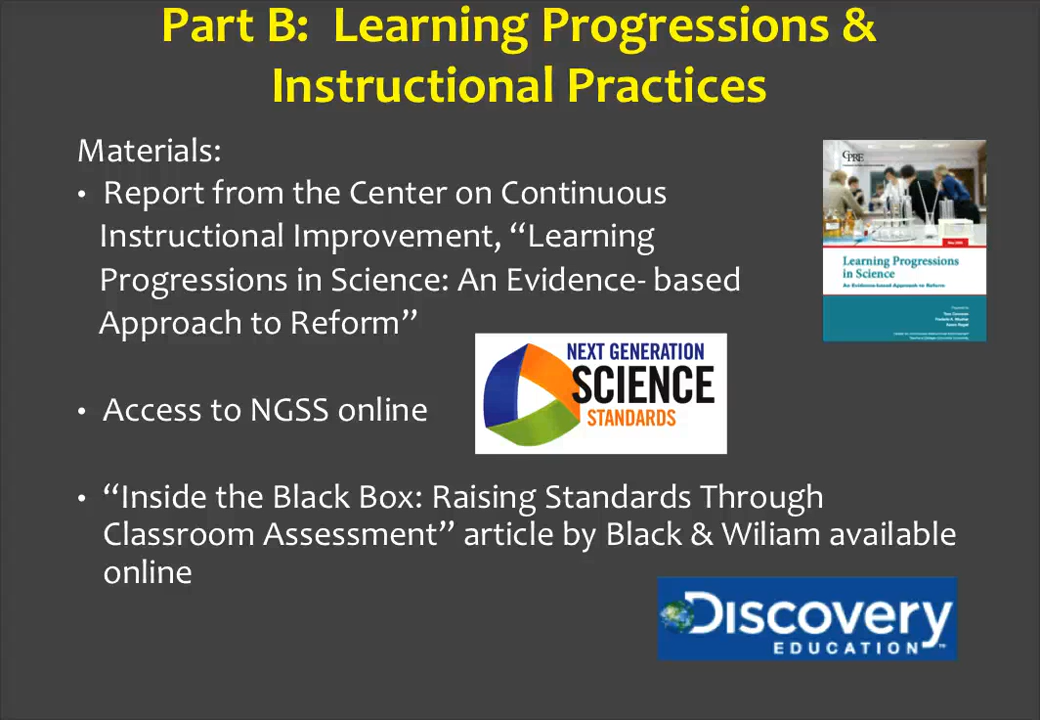 Part B: Learning Progressions &
Instructional Practices
Materials:
• Report from the Center on Continuous
Instructional Improvement, “Learning
Progressions in Science: An Evidence- based
Approach to Reform”
CPRE
Learning Progressions
in Science
An Evidence-based Approach to Reform
NEXT GENERATION
SCIENCE
STANDARDS
• Access to NGSS online
• “Inside the Black Box: Raising Standards Through
Classroom Assessment” article by Black & Wiliam available
online
Discovery
EDUCATION™